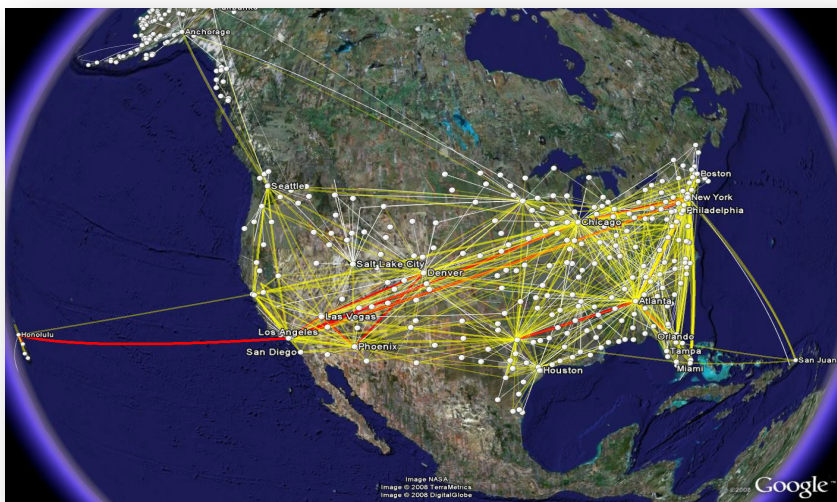 Anchorage
Seattle
Boston
New York
Philadelphia
Chicago
Salt Lake City
Denver
Atlanta
Las Vegas
Honolulu
Los Angeles
Orlando
Phoenix
San Diego
Tampa
San Juan
Miami
Houston
Image NASA
Image © 2008 TerraMetrics
Image © 2008 DigitalGlobe
Google